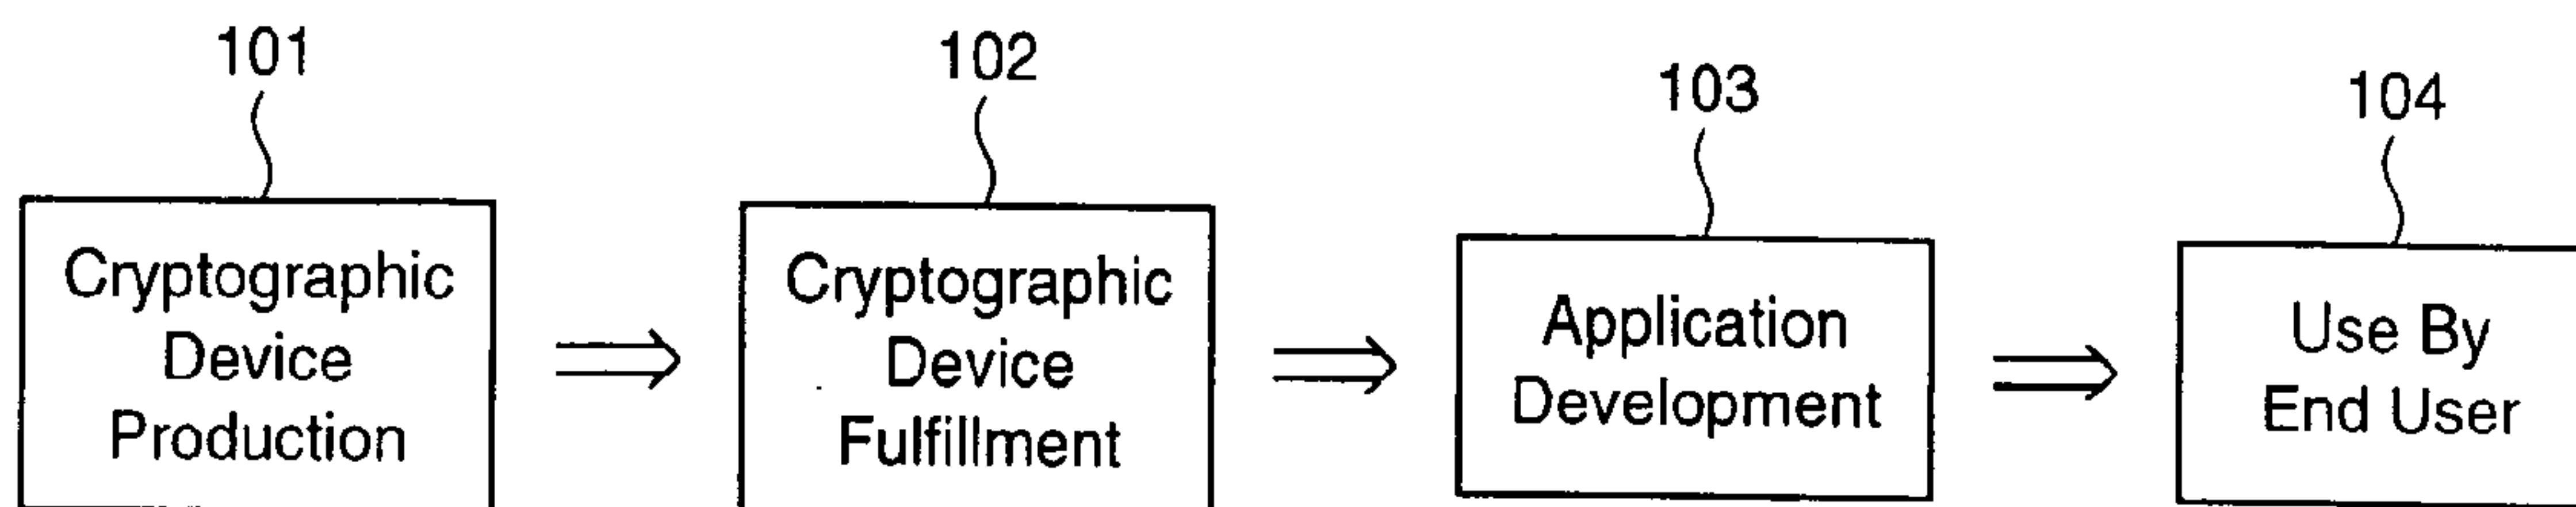 101
Cryptographic
Device
Production
102
Cryptographic
Device
Fulfillment
103
Application
Development
104
Use By
End User